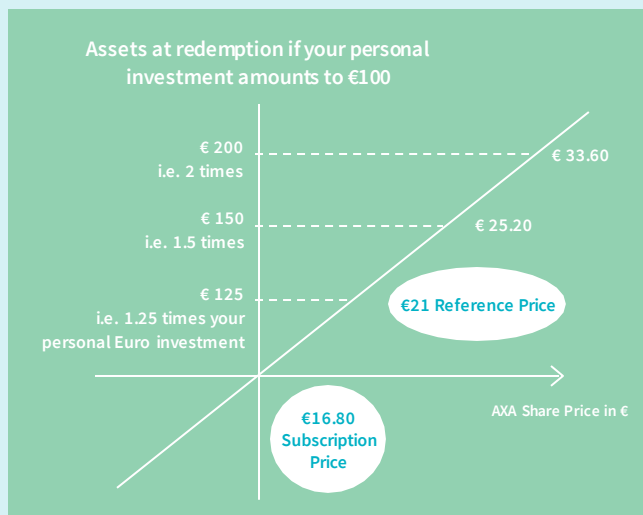 Assets at redemption if your personal
investment amounts to €100
€ 200
i.e. 2 times
€ 33.60
€ 150
i.e. 1.5 times
€ 25.20
€ 125
i.e. 1.25 times your
personal Euro investment
€21 Reference Price
AXA Share Price in €
€16.80
Subscription
Price